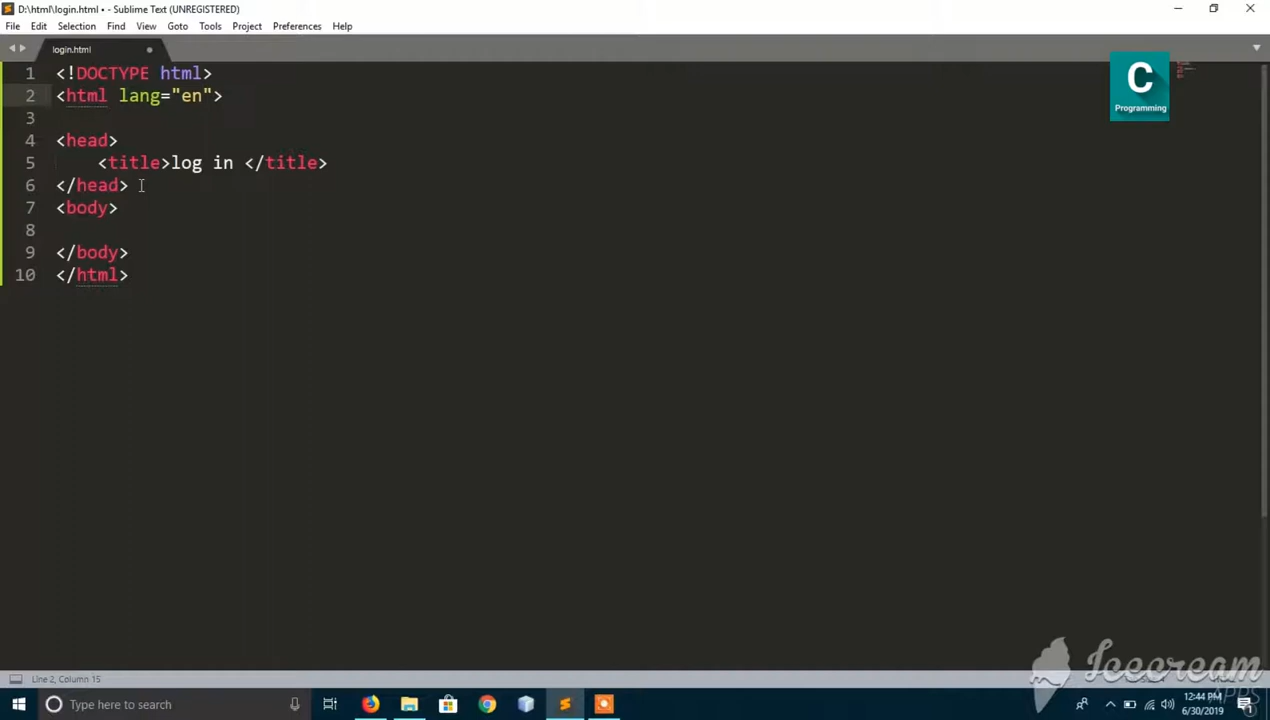 D:\html\login.html • - Sublime Text (UNREGISTERED)
File Edit Selection Find View Goto Tools Project Preferences Help
login.html
1 <!DOCTYPE html>
2 <html lang="en">
3
4 <head>
5 <title>log in </title>
6 </head>
7 <body>
8
9 </body>
10 </html>
C
Programming
Line 2, Column 15
Icecream
APPS
Type here to search
12:44 PM
6/30/2019
1